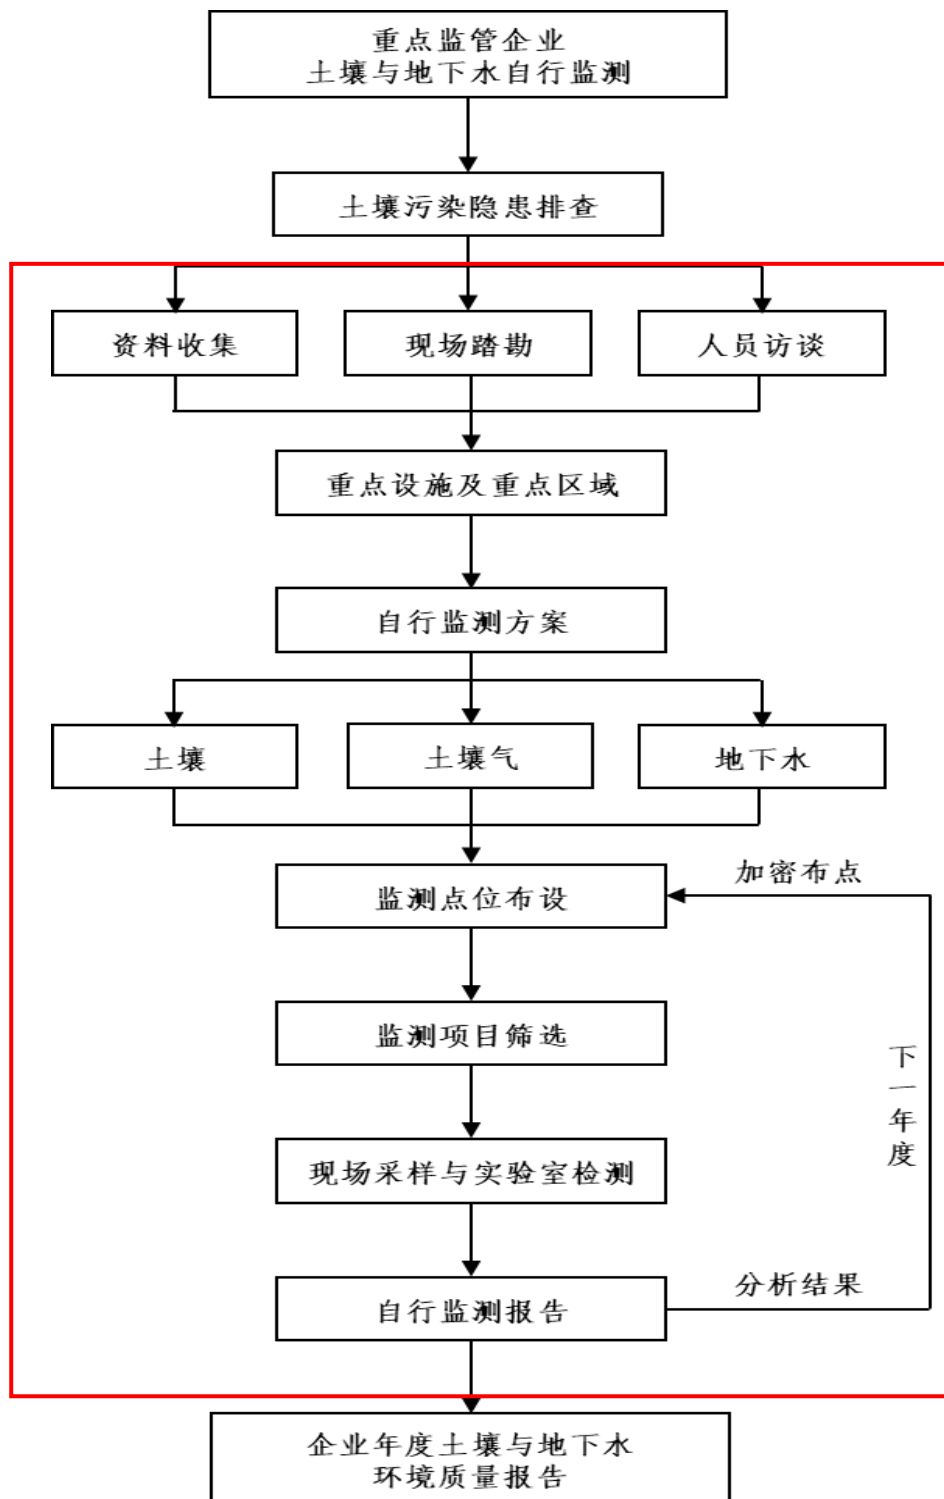 重点监管企业
土壤与地下水自行监测
土壤污染隐患排查
资料收集
现场踏勘
人员访谈
重点设施及重点区域
自行监测方案
土壤
土壤气
地下水
加密布点
监测点位布设
监测项目筛选
下一年度
现场采样与实验室检测
分析结果
自行监测报告
企业年度土壤与地下水
环境质量报告